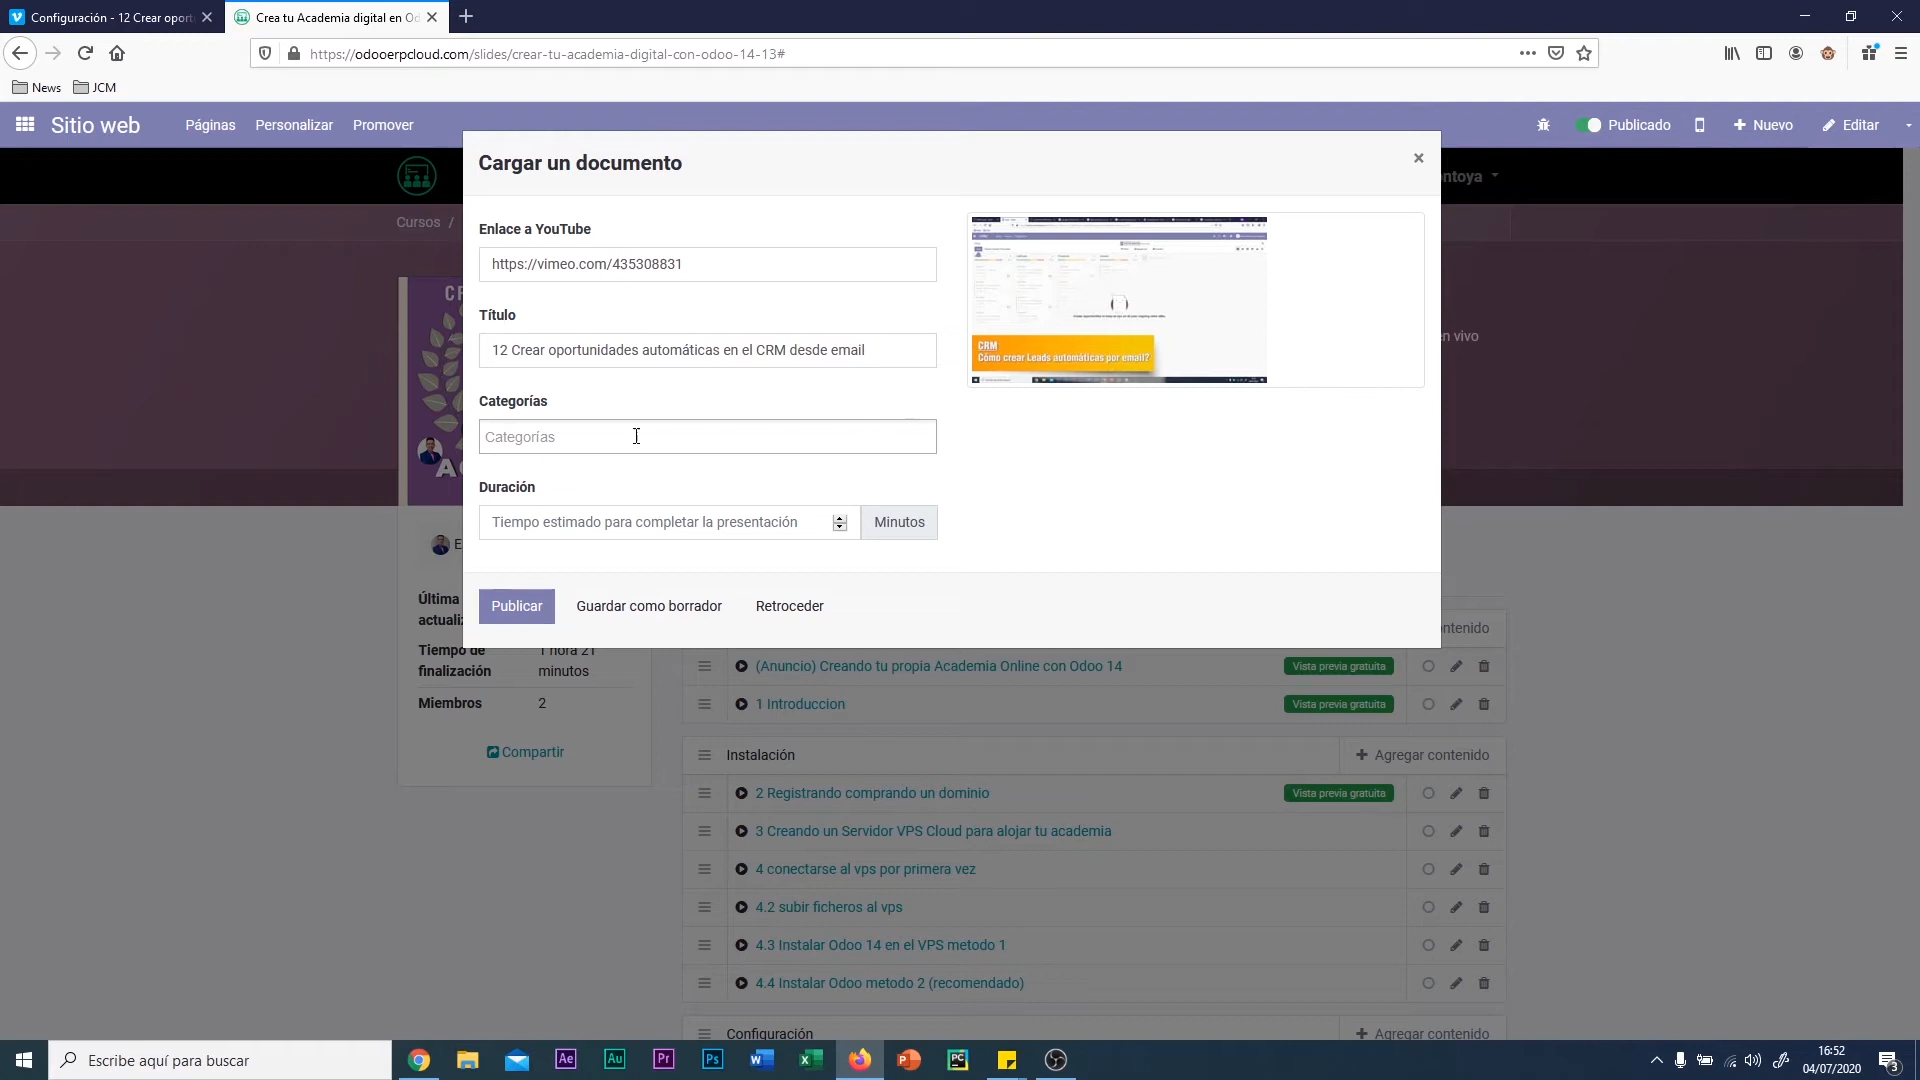 Configuración - 12 Crear oport
Crea tu Academia digital en Od
https://odooerpcloud.com/slides/crear-tu-academia-digital-con-odoo-14-13#
News
JCM
Sitio web
Páginas
Personalizar
Promover
Publicado
Nuevo
Editar
Cargar un documento
ntoya
Cursos /
Enlace a YouTube
https://vimeo.com/435308831
Título
12 Crear oportunidades automáticas en el CRM desde email
CRM
Cómo crear Leads automáticas por email?
en vivo
Categorías
Categorías
Duración
Tiempo estimado para completar la presentación
Minutos
Publicar
Guardar como borrador
Retroceder
Última
actualiz
Tiempo de
finalización
1 hora 21
minutos
Miembros
2
Compartir
ntenido
(Anuncio) Creando tu propia Academia Online con Odoo 14
Vista previa gratuita
1 Introduccion
Vista previa gratuita
Instalación
Agregar contenido
2 Registrando comprando un dominio
Vista previa gratuita
3 Creando un Servidor VPS Cloud para alojar tu academia
4 conectarse al vps por primera vez
4.2 subir ficheros al vps
4.3 Instalar Odoo 14 en el VPS metodo 1
4.4 Instalar Odoo metodo 2 (recomendado)
Configuración
Agregar contenido
Escribe aquí para buscar
16:52
04/07/2020